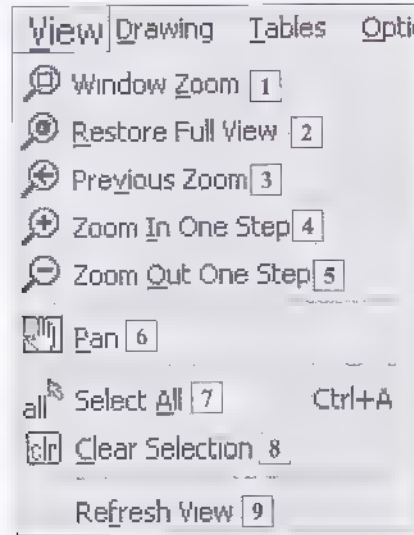 View Drawing Tables Opti
Window Zoom 1
Restore Full View 2
Previous Zoom 3
Zoom In One Step 4
Zoom Out One Step 5
Pan 6
all Select All 7 Ctrl+A
clr Clear Selection 8
Refresh View 9